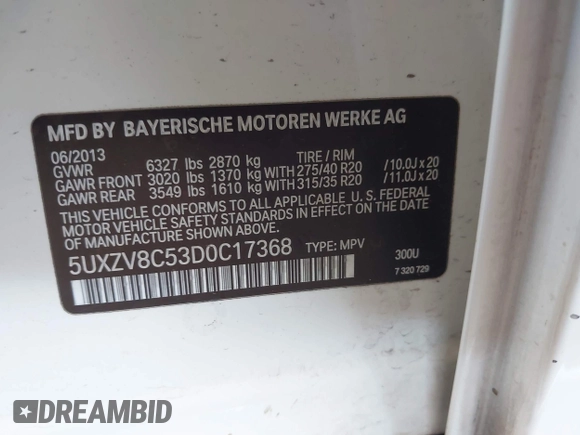 MFD BY BAYERISCHE MOTOREN WERKE AG
06/2013 TIRE / RIM
GVWR 6327 lbs 2870 kg
GAWR FRONT 3020 lbs 1370 kg WITH 275/40 R20 /10.0J x 20
GAWR REAR 3549 lbs 1610 kg WITH 315/35 R20 /11.0J x 20
THIS VEHICLE CONFORMS TO ALL APPLICABLE U.S. FEDERAL
MOTOR VEHICLE SAFETY STANDARDS IN EFFECT ON THE DATE
OF MANUFACTURE SHOWN ABOVE.
5UXZV8C53D0C17368 TYPE: MPV 300U
7 320 729
DREAMBID